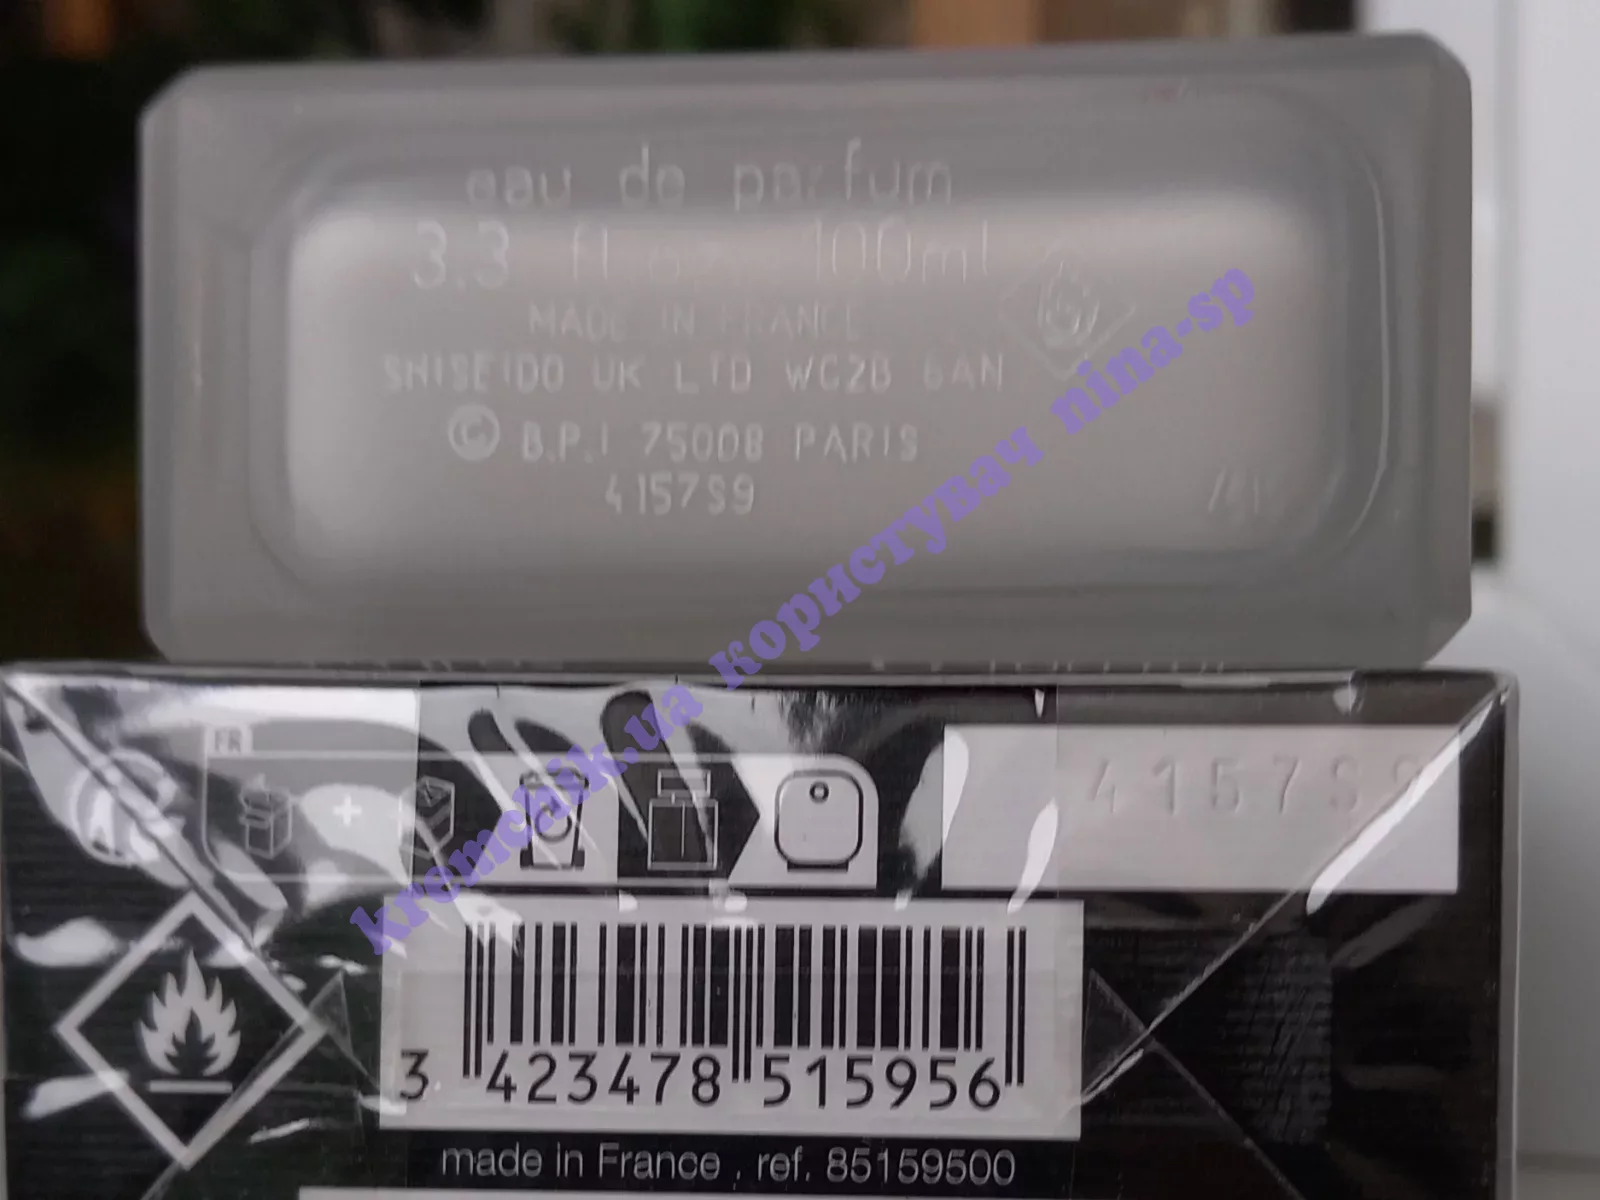 eau de parfum
3.3 fl oz 100ml
MADE IN FRANCE
SHISEIDO UK LTD WC2B 6AN
© B.P.I 75008 PARIS
4157S9
kremchik.ua користувач nina-sp
FR
4157S9
3 423478 515956
made in France . ref. 85159500